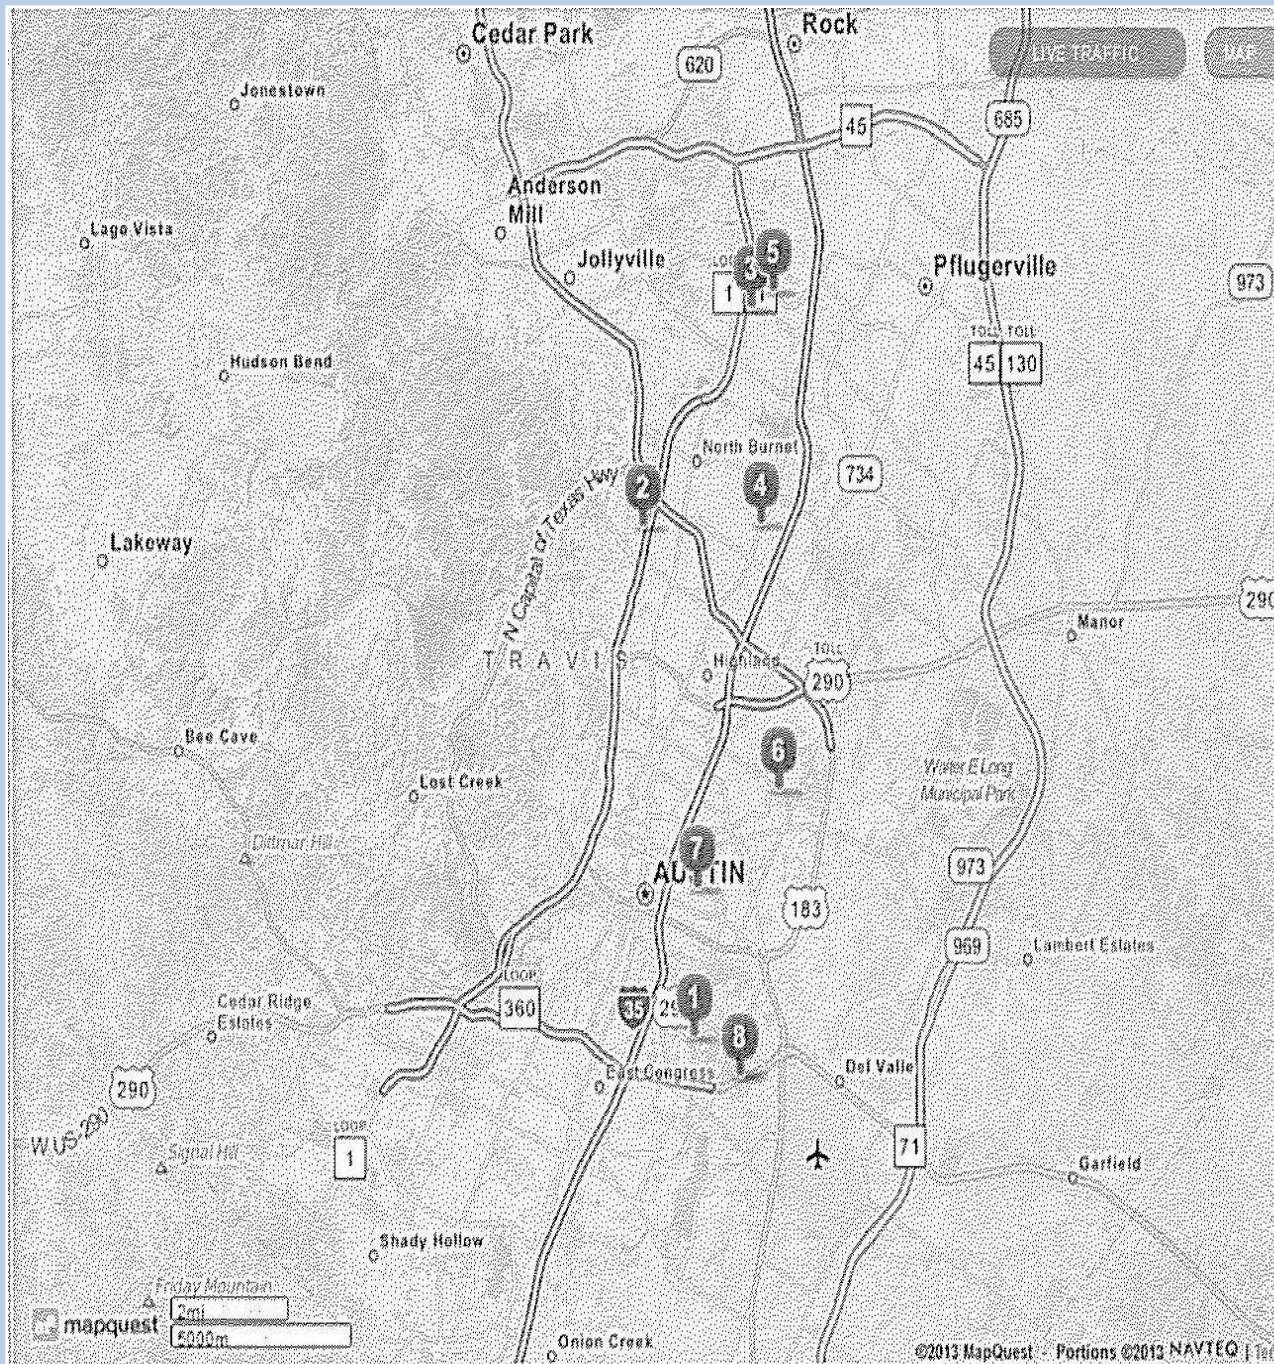 Cedar Park
Rock
620
LIVE TRAFFIC
MAP
Jonestown
45
685
Anderson
Mill
Lago Vista
Jollyville
5
3
1
1
Pflugerville
973
TOLL TOLL
45 130
Hudson Bend
North Burnet
734
2
4
N Capital of Texas Hwy
Lakeway
290
Manor
TRAVIS
Highland
TOLL
290
Bee Cave
6
Lost Creek
Walter E Long
Municipal Park
Dittmar Hill
7
AUSTIN
973
183
969
Lambert Estates
LOOP
360
Cedar Ridge
Estates
35
1
8
East Congress
Del Valle
290
W US-290
LOOP
1
Signal Hill
71
Garfield
Shady Hollow
Friday Mountain
2mi
mapquest
5000m
Onion Creek
©2013 MapQuest - Portions ©2013 NAVTEQ |